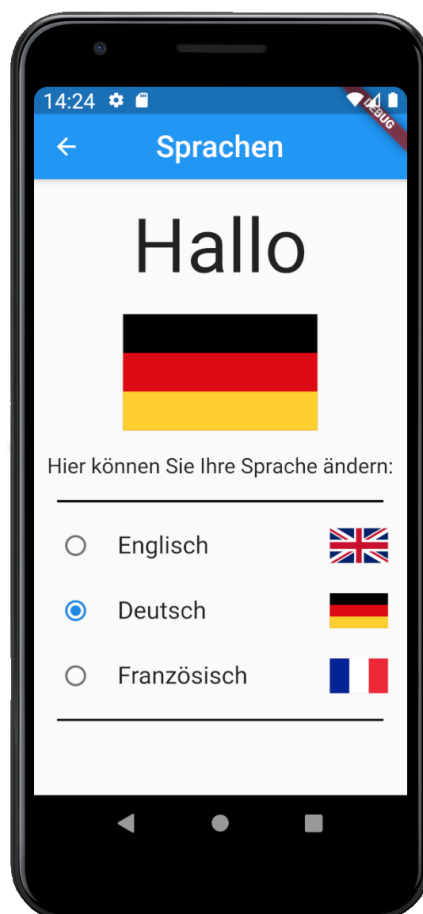 14:24
DEBUG
Sprachen
Hallo
Hier können Sie Ihre Sprache ändern:
Englisch
Deutsch
Französisch